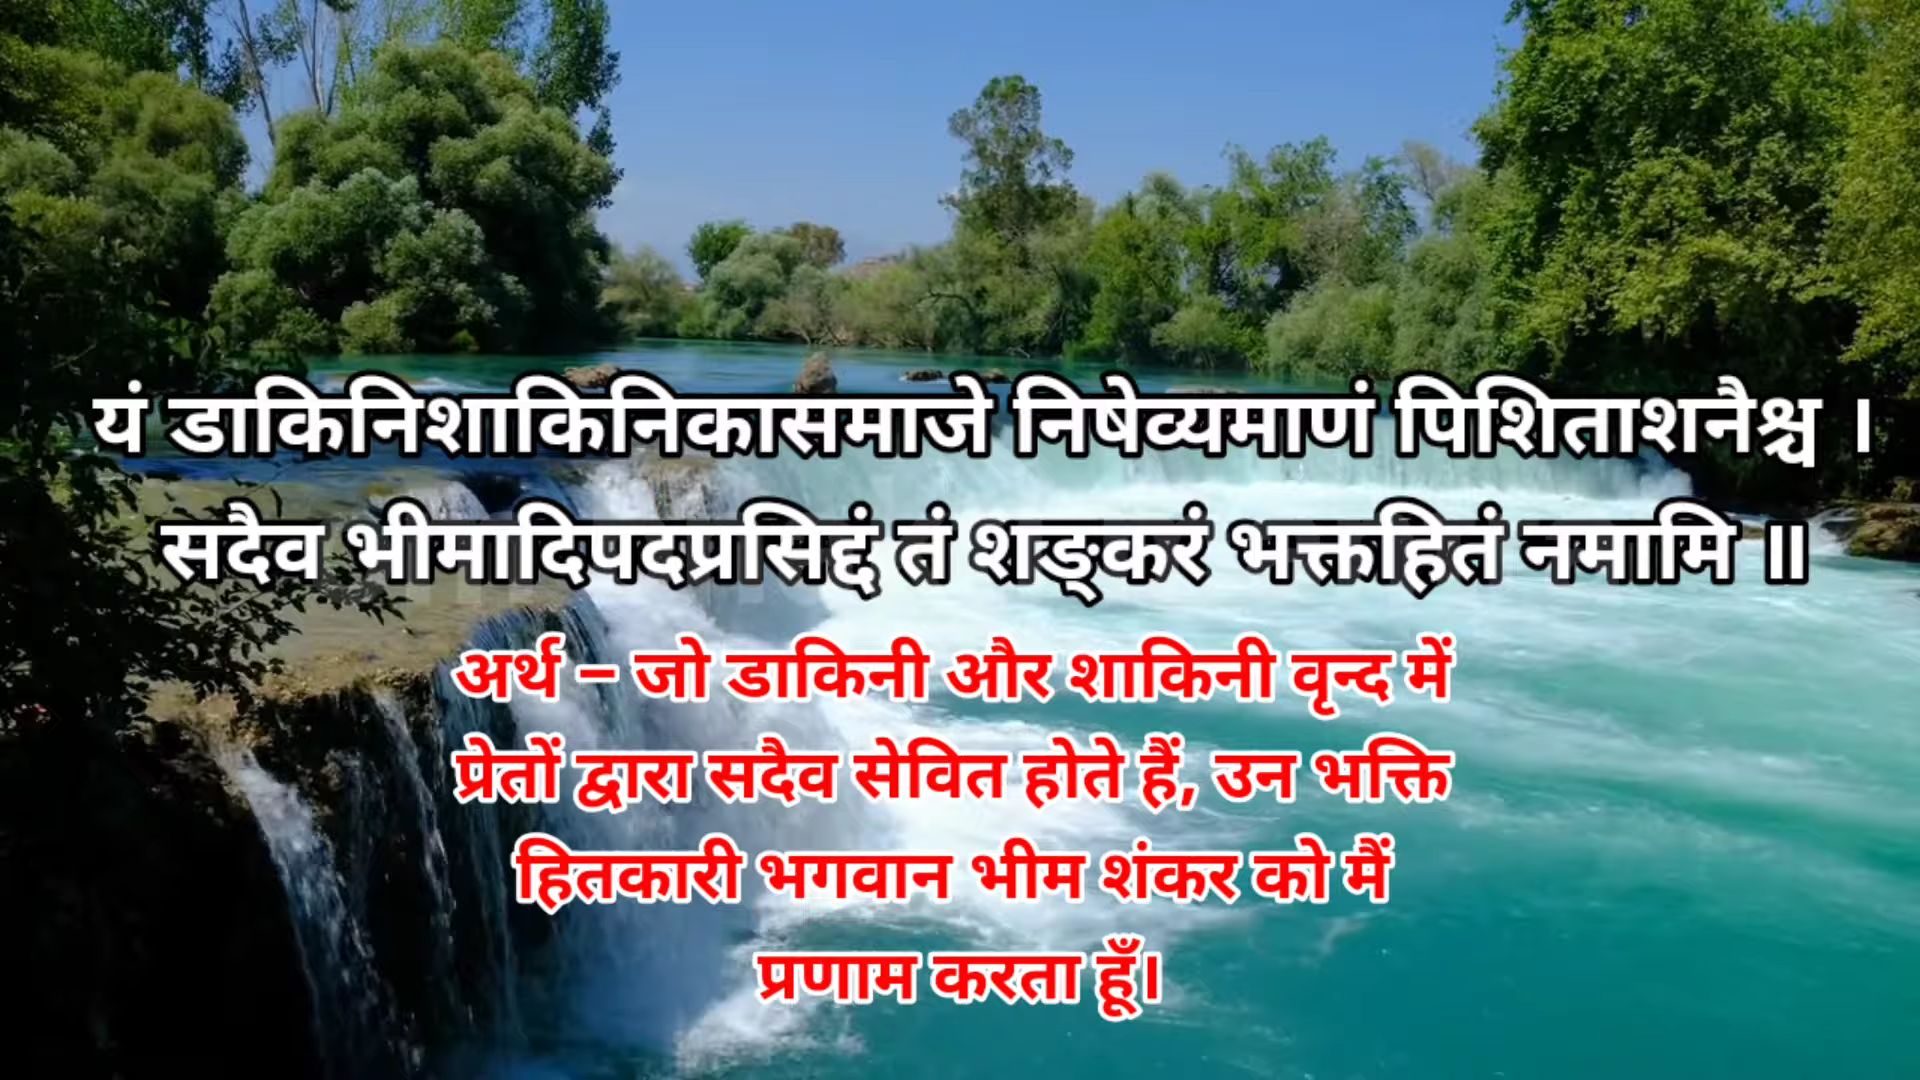 यं डाकिनिशाकिनिकासमाजे निषेव्यमाणं पिशिताशनैश्च ।
सदैव भीमादिपदप्रसिद्दं तं शङ्करं भक्तहितं नमामि ॥
अर्थ – जो डाकिनी और शाकिनी वृन्द में
प्रेतों द्वारा सदैव सेवित होते हैं, उन भक्ति
हितकारी भगवान भीम शंकर को मैं
प्रणाम करता हूँ।